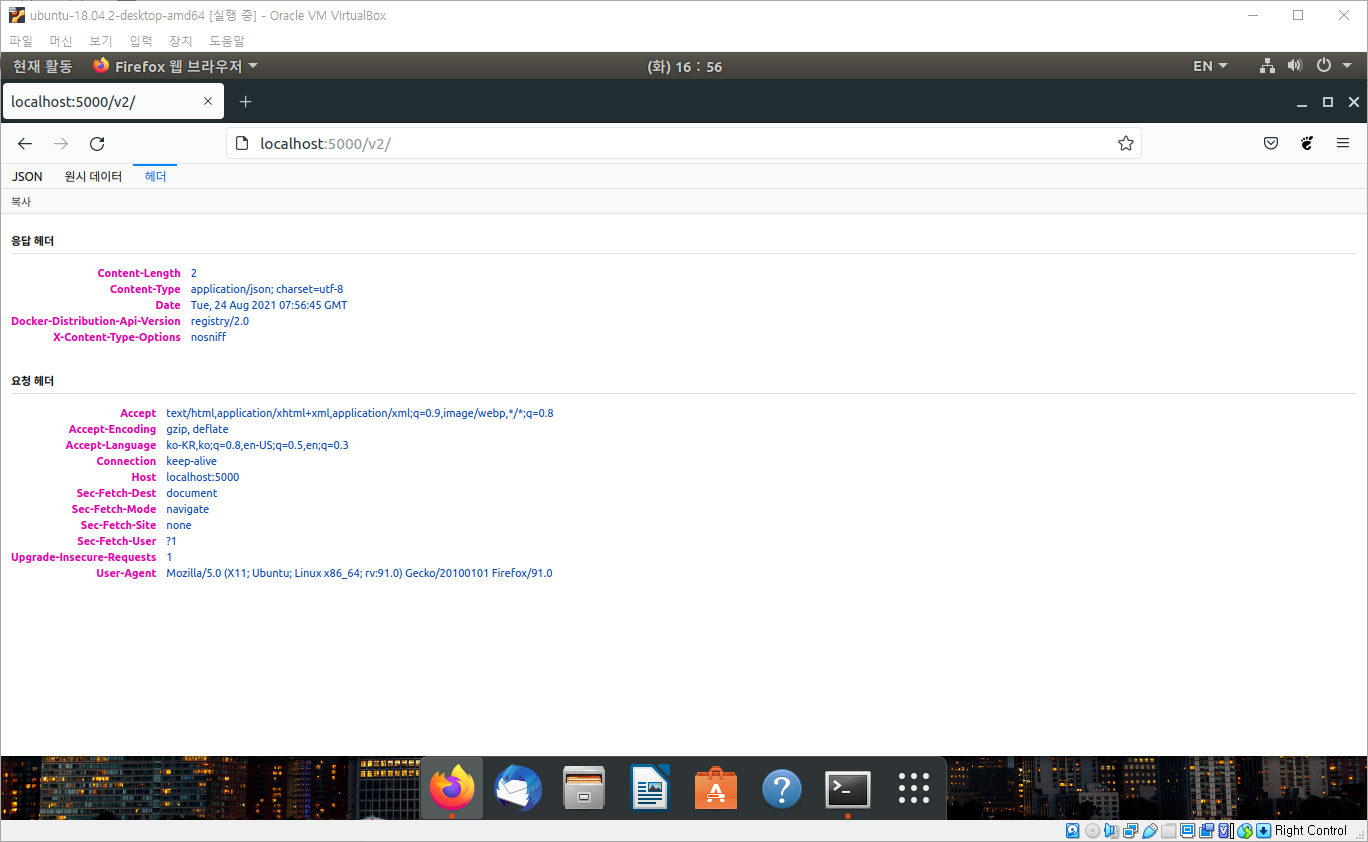 ubuntu-18.04.2-desktop-amd64 [실행 중] - Oracle VM VirtualBox
파일 머신 보기 입력 장치 도움말
현재 활동 Firefox 웹 브라우저 (화) 16 : 56 EN
localhost:5000/v2/
localhost:5000/v2/
JSON 원시 데이터 헤더
복사
응답 헤더
Content-Length 2
Content-Type application/json; charset=utf-8
Date Tue, 24 Aug 2021 07:56:45 GMT
Docker-Distribution-Api-Version registry/2.0
X-Content-Type-Options nosniff
요청 헤더
Accept text/html,application/xhtml+xml,application/xml;q=0.9,image/webp,*/*;q=0.8
Accept-Encoding gzip, deflate
Accept-Language ko-KR,ko;q=0.8,en-US;q=0.5,en;q=0.3
Connection keep-alive
Host localhost:5000
Sec-Fetch-Dest document
Sec-Fetch-Mode navigate
Sec-Fetch-Site none
Sec-Fetch-User ?1
Upgrade-Insecure-Requests 1
User-Agent Mozilla/5.0 (X11; Ubuntu; Linux x86_64; rv:91.0) Gecko/20100101 Firefox/91.0
Right Control